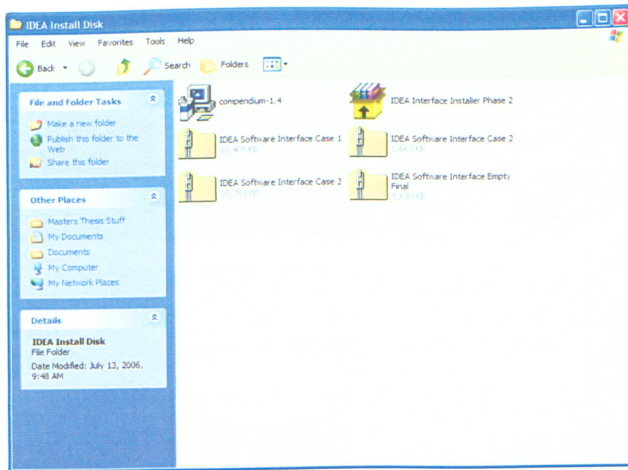 IDEA Install Disk
File Edit View Favorites Tools Help
Back Search Folders
File and Folder Tasks
Make a new folder
Publish this folder to the
Web
Share this folder
Other Places
Masters Thesis Stuff
My Documents
Documents
My Computer
My Network Places
Details
IDEA Install Disk
File Folder
Date Modified: July 13, 2006,
9:48 AM
compendium-1.4
IDEA Interface Installer Phase 2
IDEA Software Interface Case 1
IDEA Software Interface Case 2
5,667 KB
IDEA Software Interface Case 3
IDEA Software Interface Empty
Final